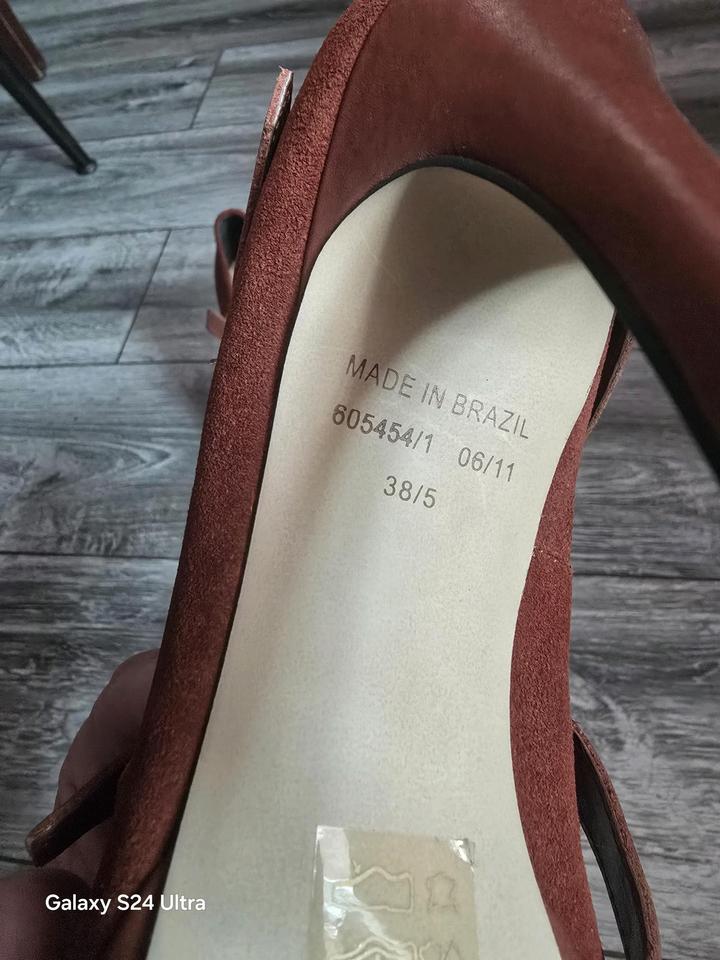 MADE IN BRAZIL
605454/1 06/11
38/5
Galaxy S24 Ultra